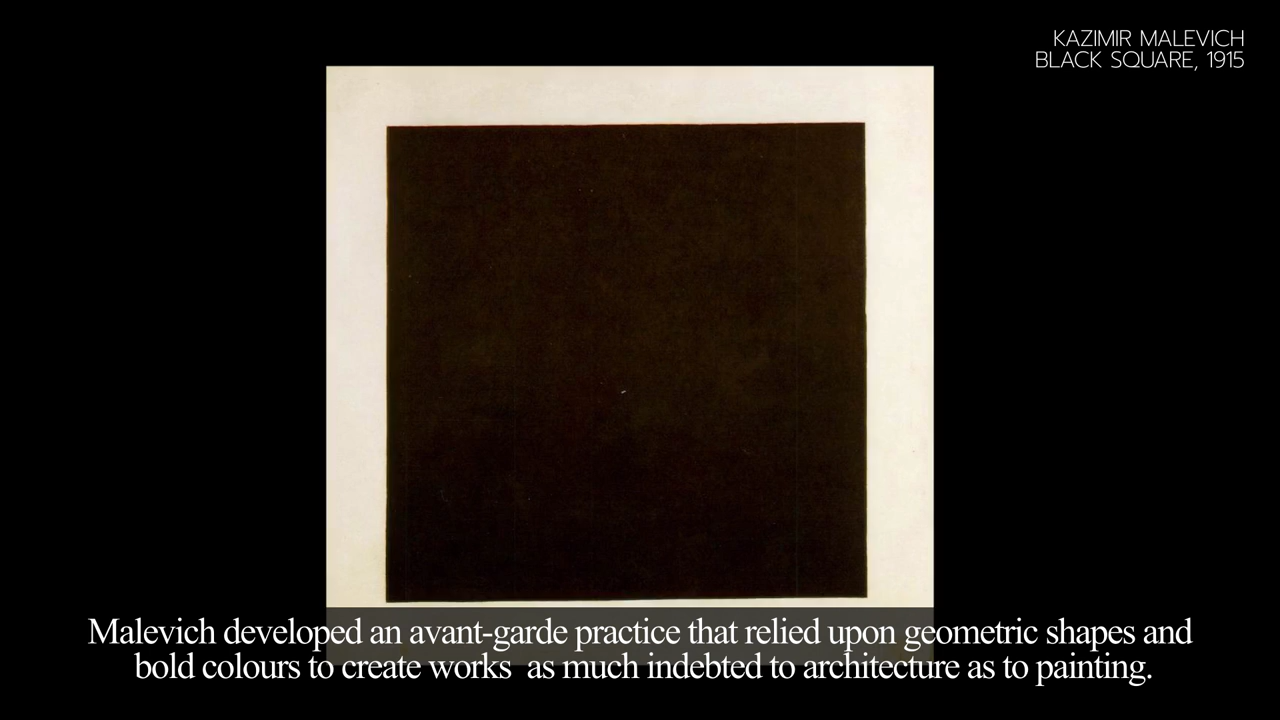 KAZIMIR MALEVICH
BLACK SQUARE, 1915
Malevich developed an avant-garde practice that relied upon geometric shapes and
bold colours to create works  as much indebted to architecture as to painting.